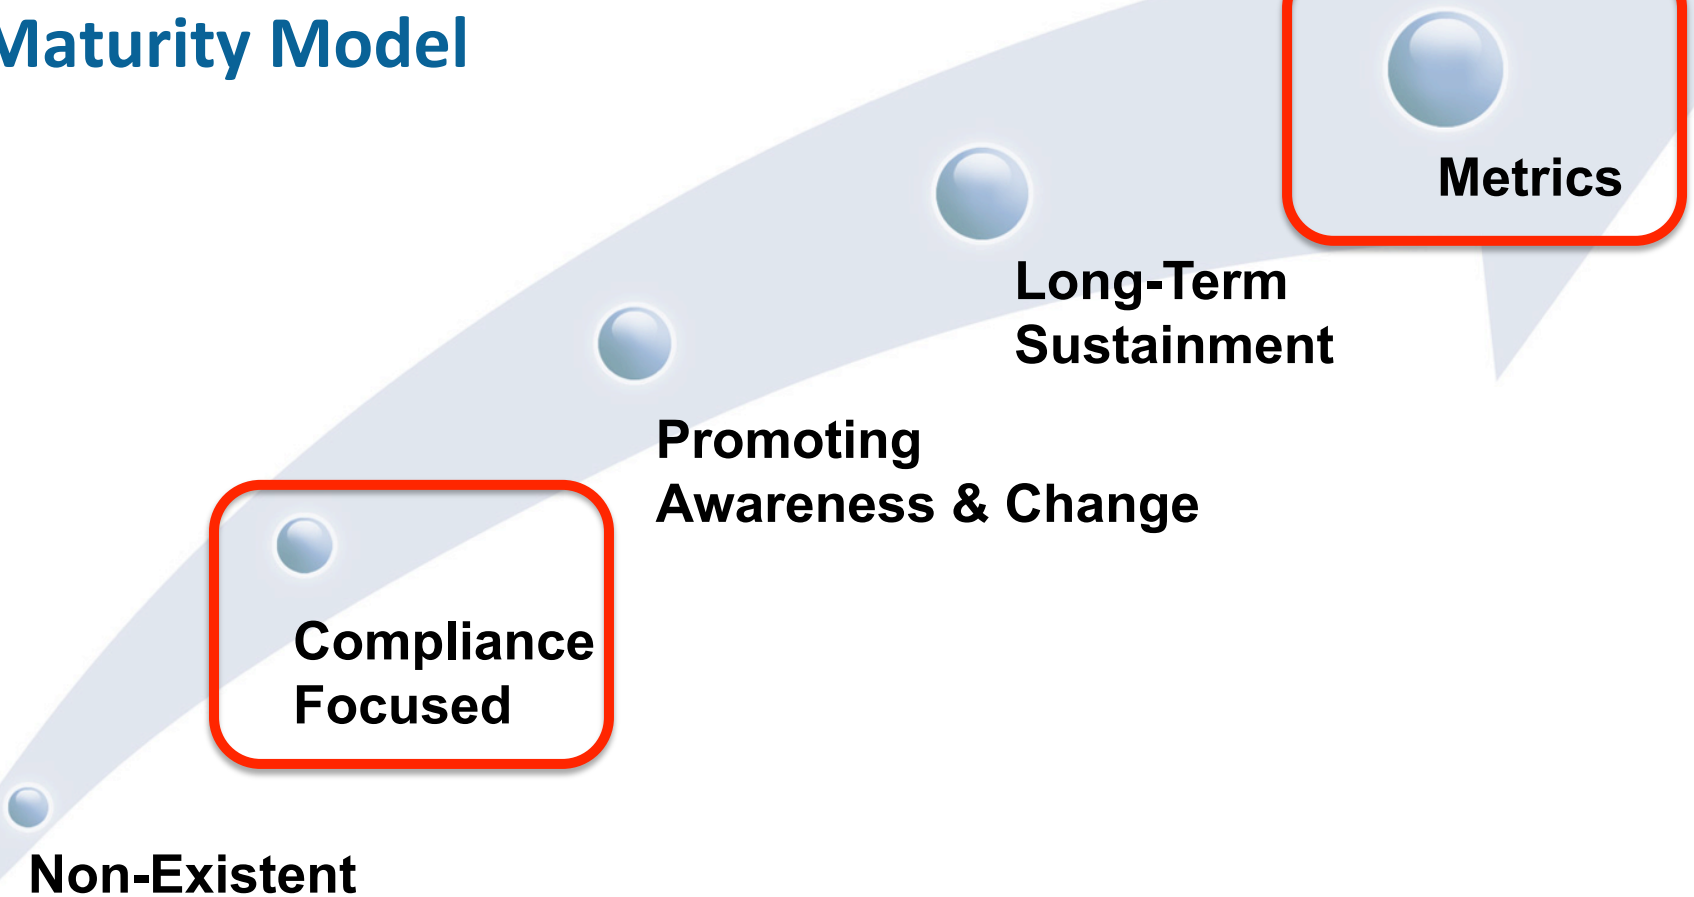 Maturity Model
Metrics
Long-Term
Sustainment
Promoting
Awareness & Change
Compliance
Focused
Non-Existent